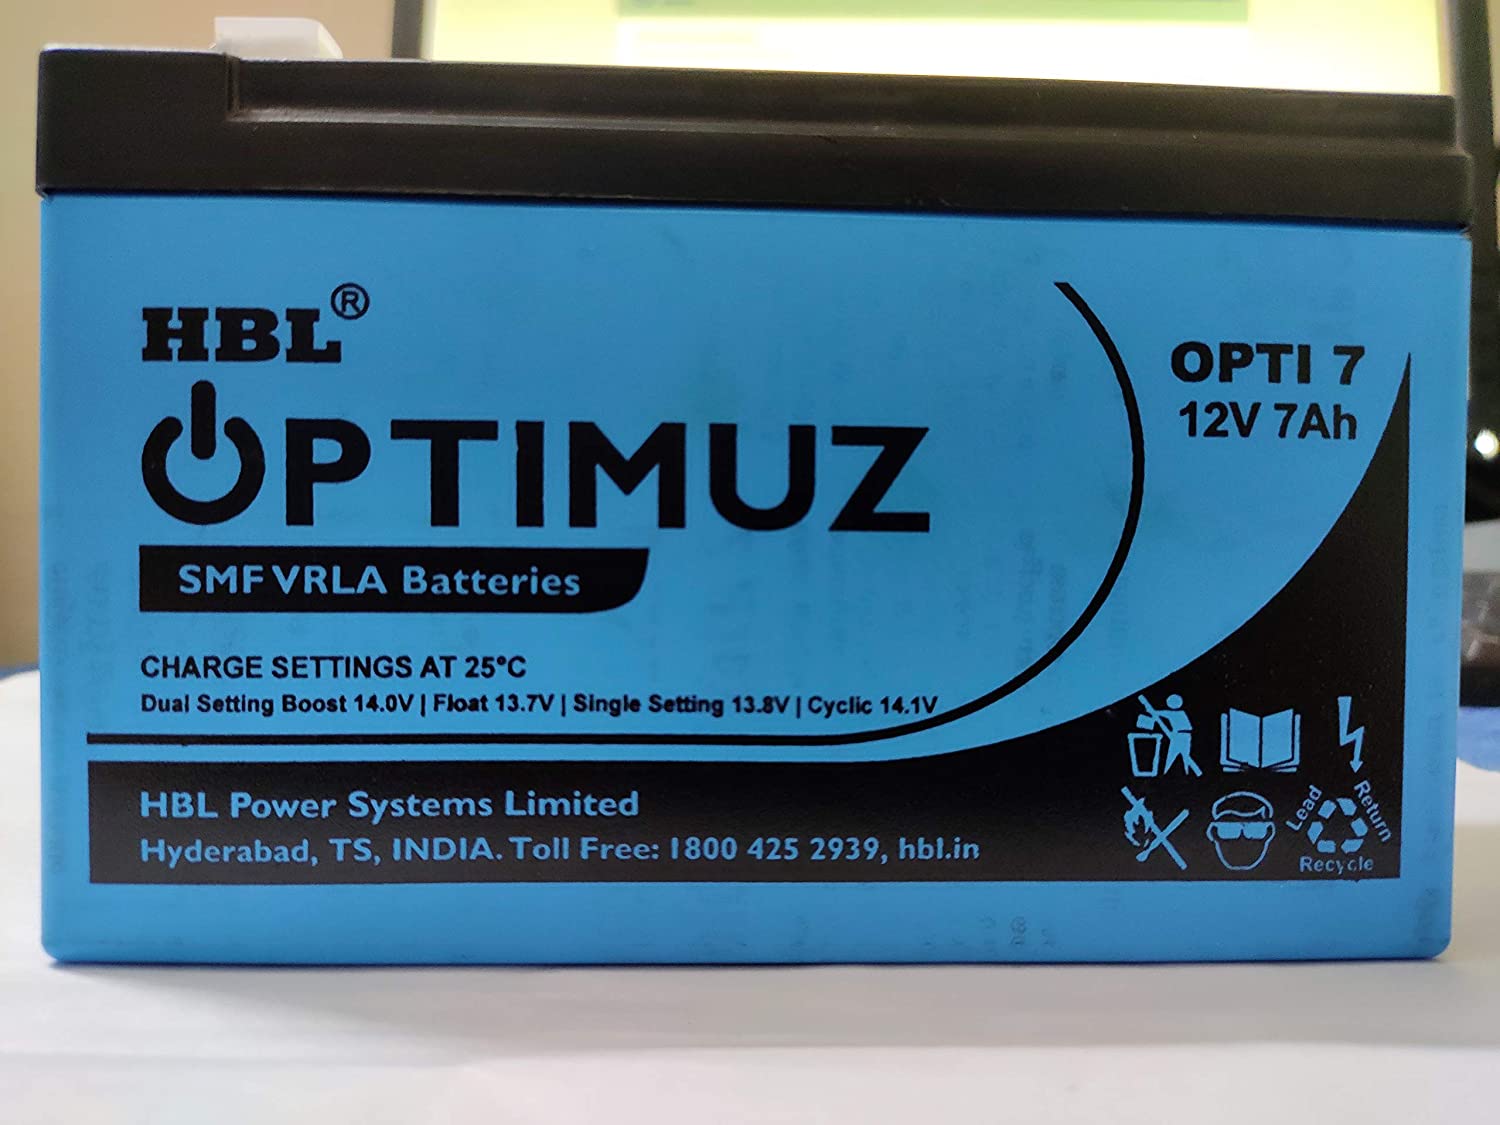 HBL®
OPTIMUZ
SMF VRLA Batteries
CHARGE SETTINGS AT 25°C
Dual Setting Boost 14.0V | Float 13.7V | Single Setting 13.8V | Cyclic 14.1V
HBL Power Systems Limited
Hyderabad, TS, INDIA. Toll Free: 1800 425 2939, hbl.in
OPTI 7
12V 7Ah
Lead
Return
Recycle